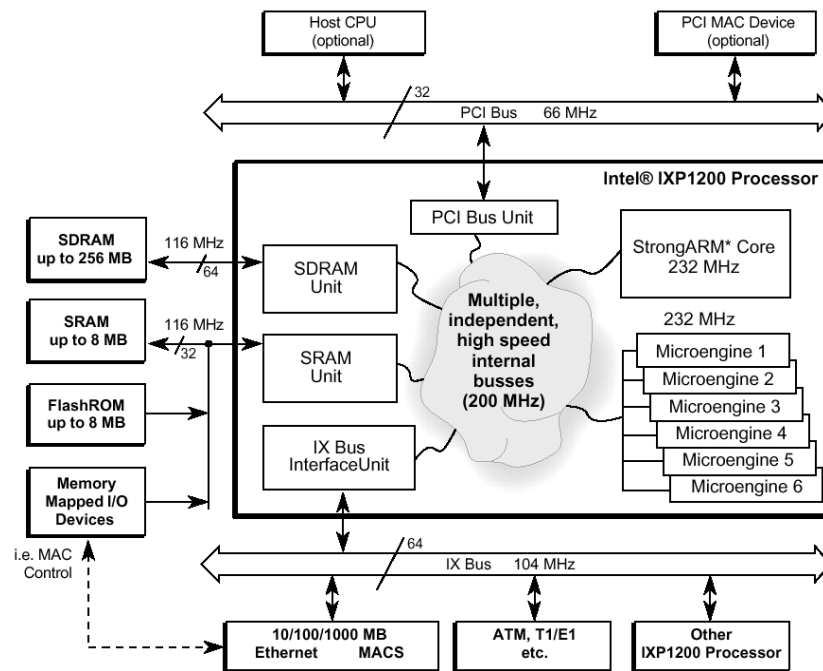 Host CPU
(optional)
PCI MAC Device
(optional)
32
PCI Bus 66 MHz
Intel® IXP1200 Processor
PCI Bus Unit
SDRAM
up to 256 MB
116 MHz
64
SDRAM
Unit
StrongARM* Core
232 MHz
Multiple,
independent,
high speed
internal
busses
(200 MHz)
SRAM
up to 8 MB
116 MHz
32
SRAM
Unit
232 MHz
Microengine 1
Microengine 2
Microengine 3
Microengine 4
Microengine 5
Microengine 6
FlashROM
up to 8 MB
IX Bus
InterfaceUnit
Memory
Mapped I/O
Devices
i.e. MAC
Control
64
IX Bus 104 MHz
10/100/1000 MB
Ethernet MACS
ATM, T1/E1
etc.
Other
IXP1200 Processor